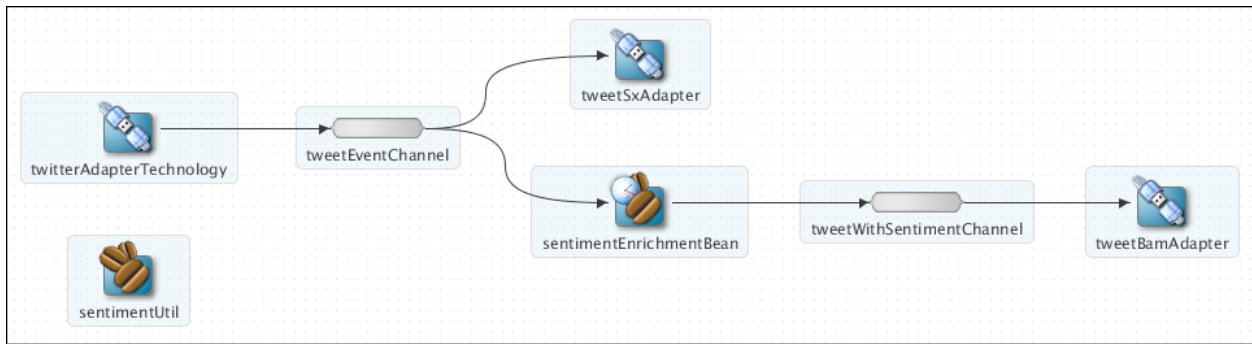 tweetSxAdapter
twitterAdapterTechnology
tweetEventChannel
sentimentEnrichmentBean
tweetWithSentimentChannel
tweetBamAdapter
sentimentUtil